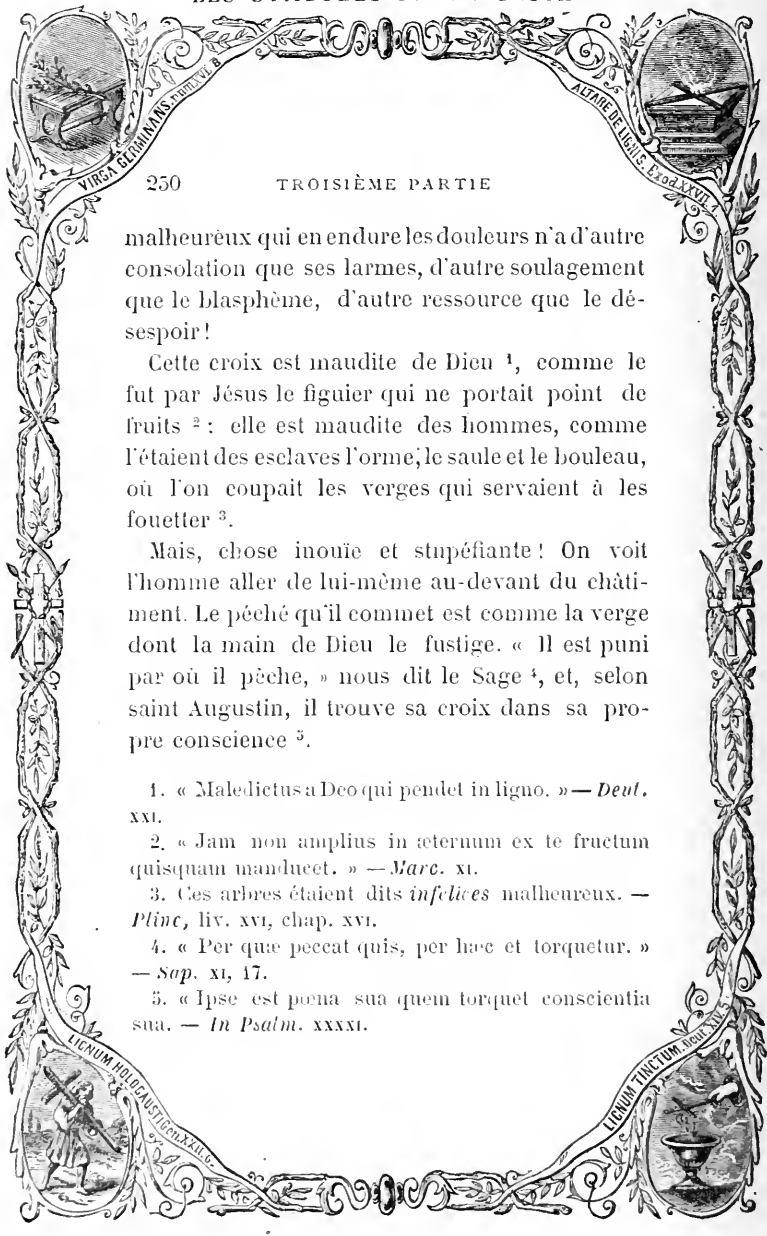 VIRGA GERMINANS. num. XVI. 8
ALTARE DE LIGNIS. Exod. XXVII. 1
250 TROISIÈME PARTIE
malheureux qui en endure les douleurs n'a d'autre
consolation que ses larmes, d'autre soulagement
que le blasphème, d'autre ressource que le dé-
sespoir !
Cette croix est maudite de Dieu ¹, comme le
fut par Jésus le figuier qui ne portait point de
fruits ² : elle est maudite des hommes, comme
l'étaient des esclaves l'orme, le saule et le bouleau,
où l'on coupait les verges qui servaient à les
fouetter ³.
Mais, chose inouïe et stupéfiante ! On voit
l'homme aller de lui-même au-devant du châti-
ment. Le péché qu'il commet est comme la verge
dont la main de Dieu le fustige. « Il est puni
par où il pèche, » nous dit le Sage ⁴, et, selon
saint Augustin, il trouve sa croix dans sa pro-
pre conscience ⁵.
1. « Maledictus a Deo qui pendet in ligno. » — Deut.
XXI.
2. « Jam non amplius in æternum ex te fructum
quisquam manducet. » — Marc. XI.
3. Ces arbres étaient dits infelices malheureux. —
Pline, liv. XVI, chap. XVI.
4. « Per quæ peccat quis, per hæc et torquetur. »
— Sap. XI, 17.
5. « Ipse est pœna sua quem torquet conscientia
sua. — In Psalm. XXXXI.
LIGNUM HOLOCAUSTI Gen. XXII. 6.
LIGNUM TINCTUM. Levit. XIV.